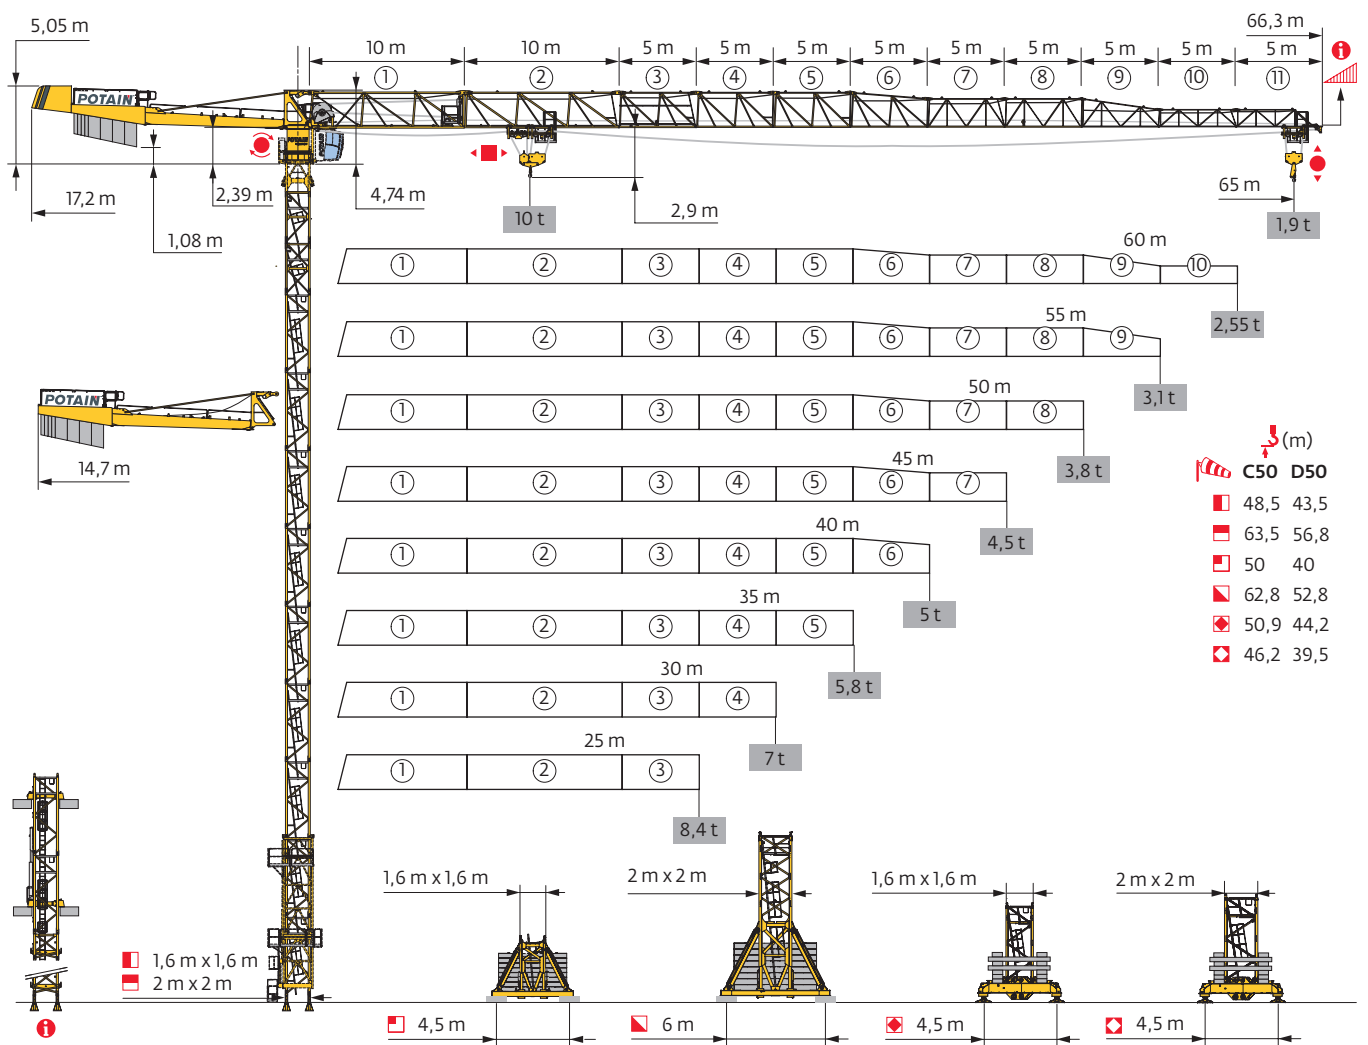 5,05 m
66,3 m
10 m
10 m
5 m
5 m
5 m
5 m
5 m
5 m
5 m
5 m
5 m
i
1
2
3
4
5
6
7
8
9
10
11
POTAIN
17,2 m
2,39 m
4,74 m
65 m
1,08 m
2,9 m
10 t
1,9 t
60 m
1
2
3
4
5
6
7
8
9
10
2,55 t
55 m
1
2
3
4
5
6
7
8
9
3,1 t
POTAIN
14,7 m
50 m
1
2
3
4
5
6
7
8
3,8 t
45 m
1
2
3
4
5
6
7
4,5 t
40 m
1
2
3
4
5
6
5 t
35 m
1
2
3
4
5
5,8 t
30 m
1
2
3
4
7 t
25 m
1
2
3
8,4 t
(m)
C50 D50
48,5 43,5
63,5 56,8
50 40
62,8 52,8
50,9 44,2
46,2 39,5
1,6 m x 1,6 m
2 m x 2 m
1,6 m x 1,6 m
2 m x 2 m
1,6 m x 1,6 m
2 m x 2 m
i
4,5 m
6 m
4,5 m
4,5 m